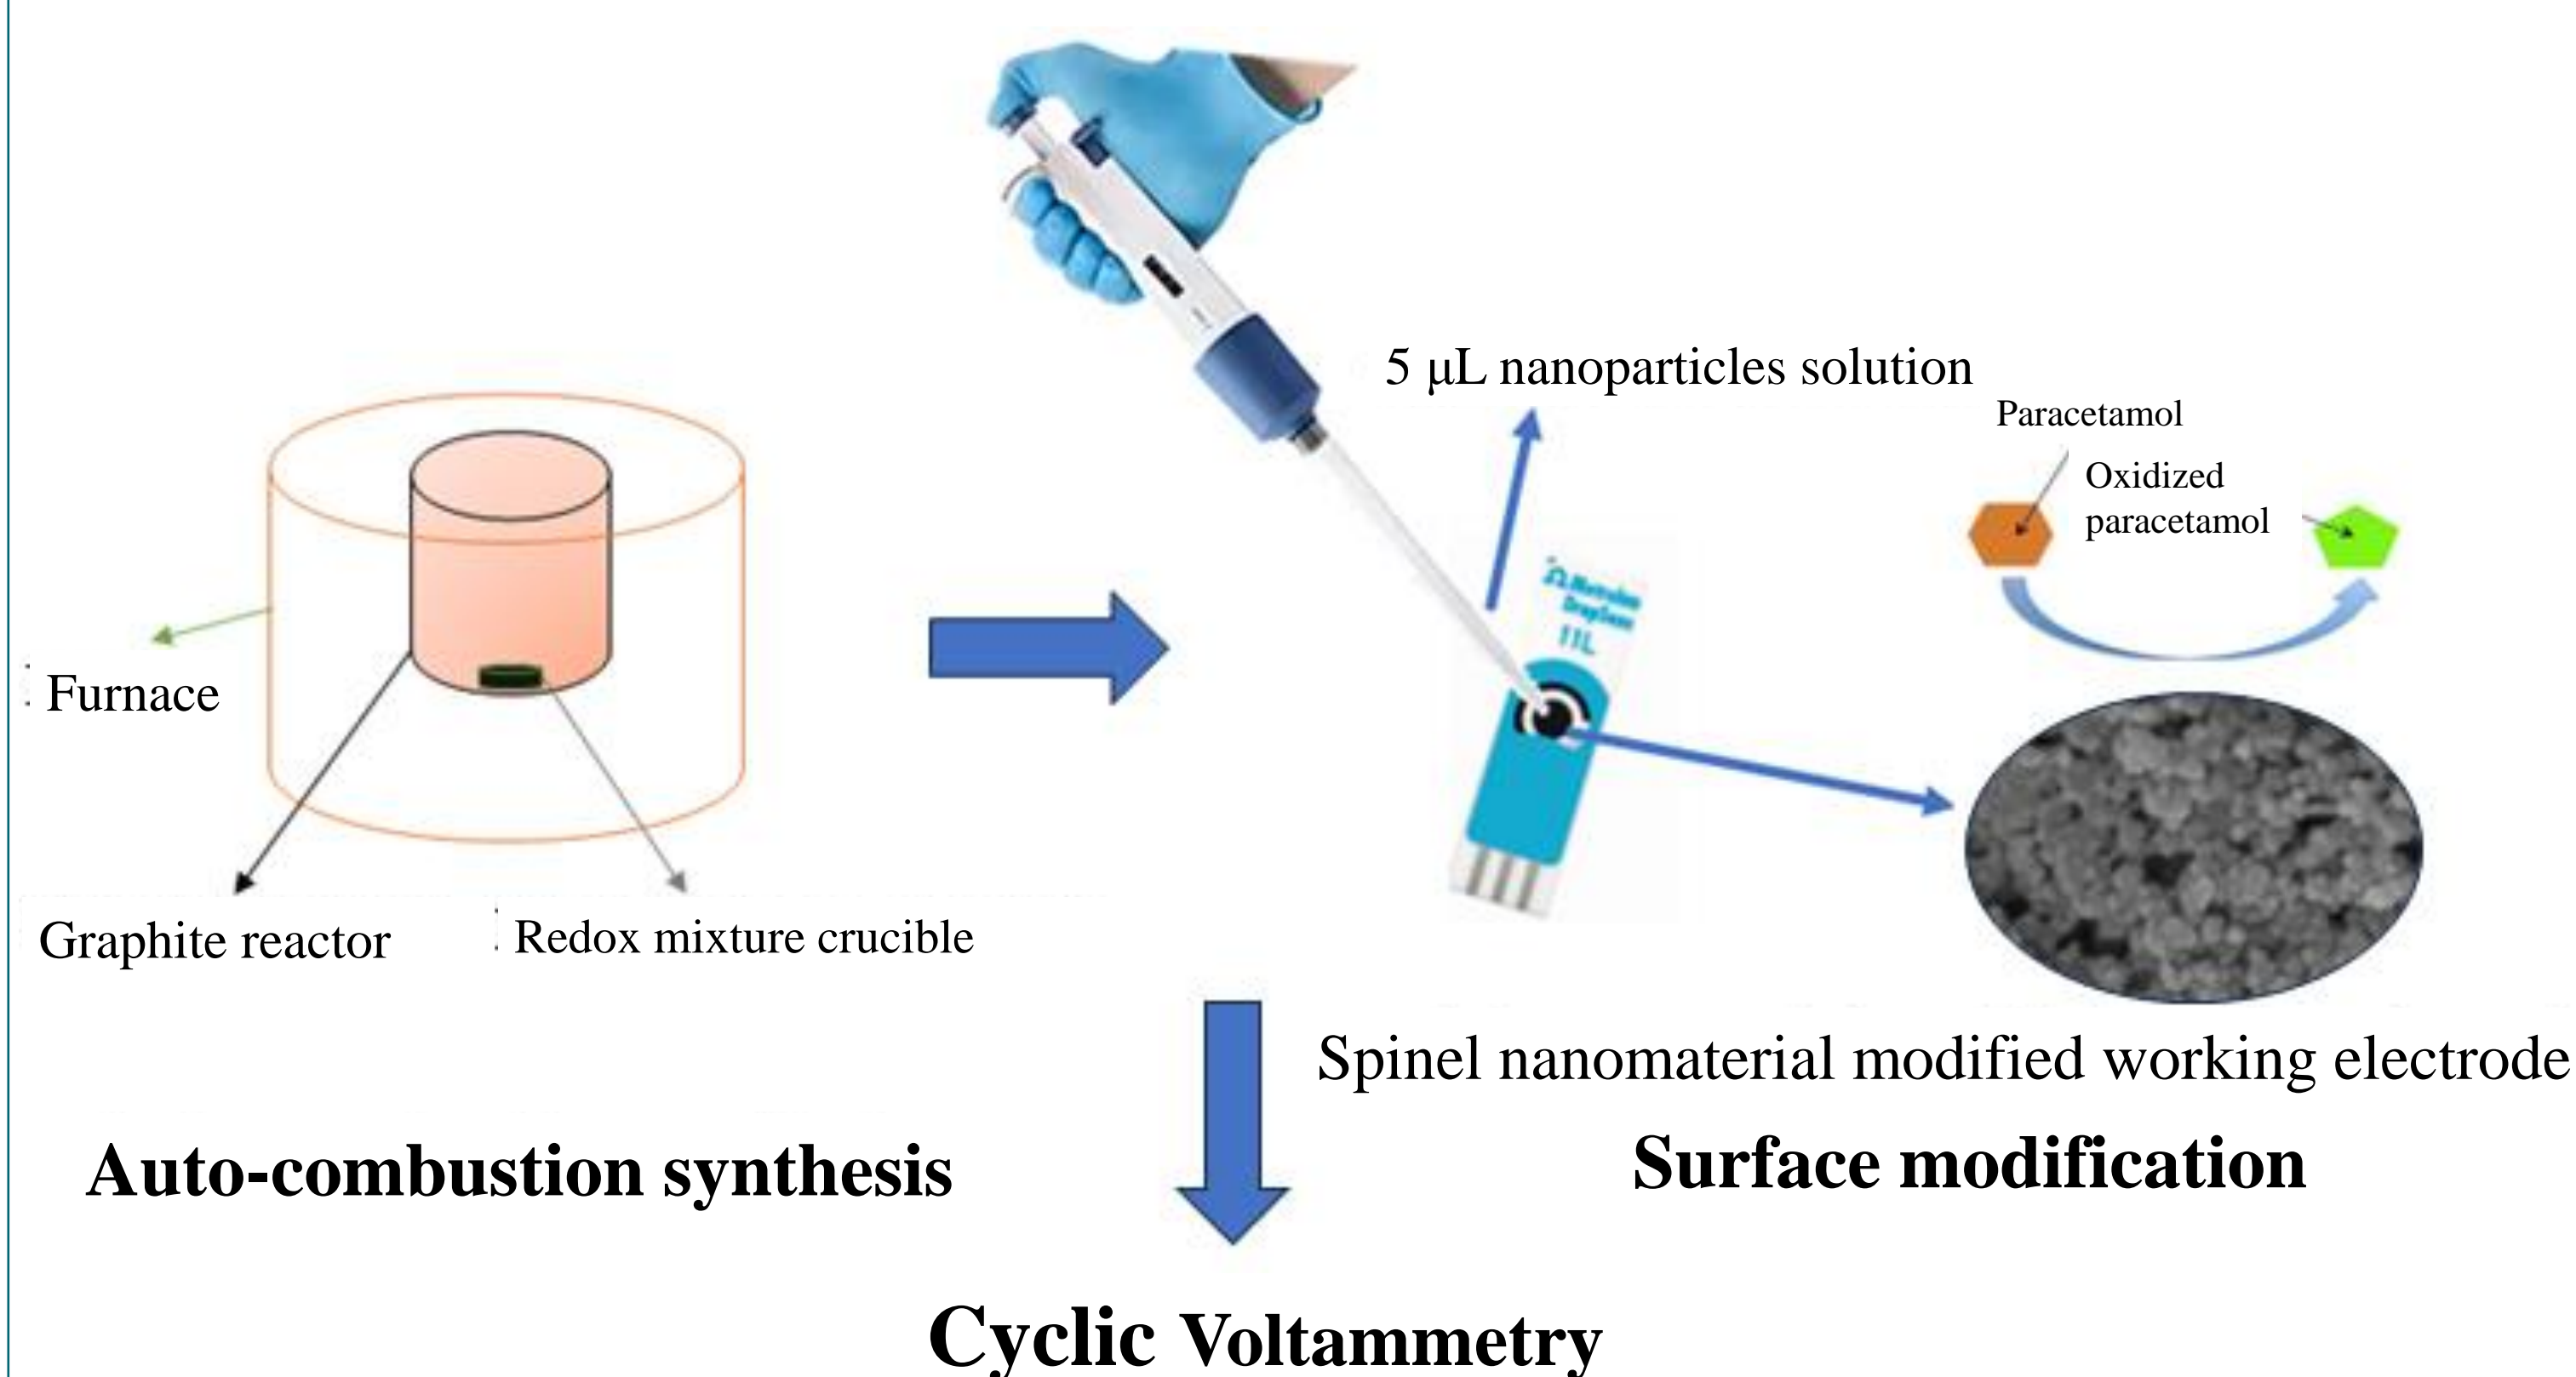 5 μL nanoparticles solution
Paracetamol
Oxidized
paracetamol
Furnace
Graphite reactor
Redox mixture crucible
11L
Spinel nanomaterial modified working electrode
Auto-combustion synthesis
Surface modification
Cyclic Voltammetry